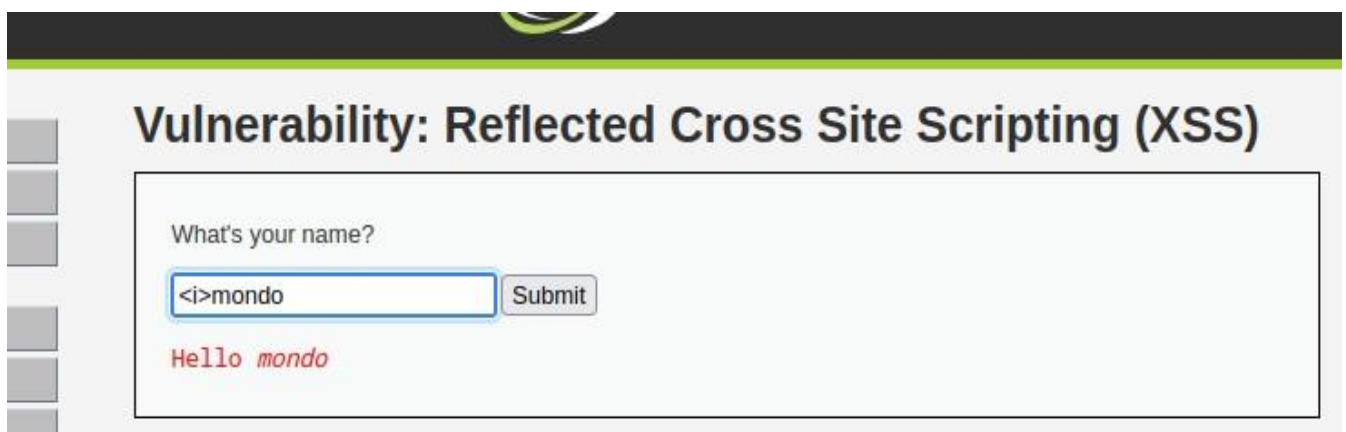 Vulnerability: Reflected Cross Site Scripting (XSS)
What's your name?
<i>mondo Submit
Hello mondo